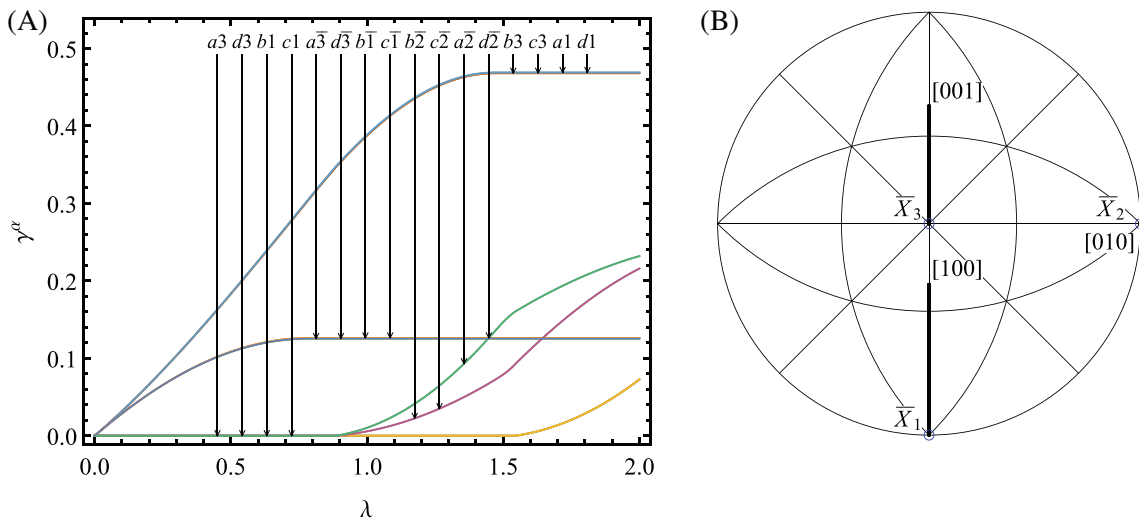 (A)
a3 d3 b1 c1 a3̅ d3̅ b1̅ c1̅ b2̅ c2̅ a2̅ d2̅ b3 c3 a1 d1
0.5
0.4
0.3
0.2
0.1
0.0
γ^α
0.0 0.5 1.0 1.5 2.0
λ
(B)
[001]
X̅₃ X̅₂
[010]
[100]
X̅₁